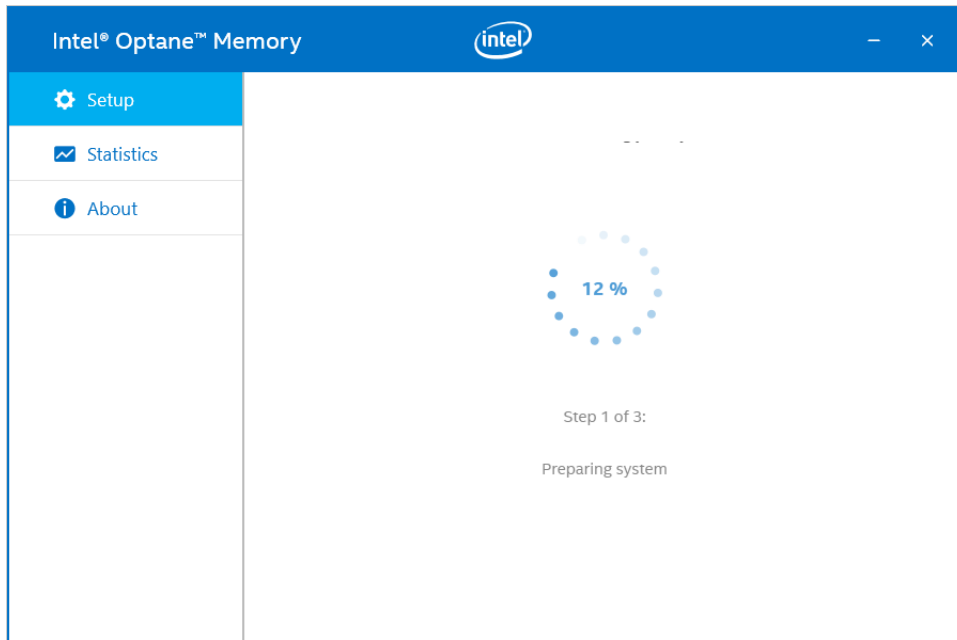 Intel® Optane™ Memory
intel
Setup
Statistics
About
12 %
Step 1 of 3:
Preparing system